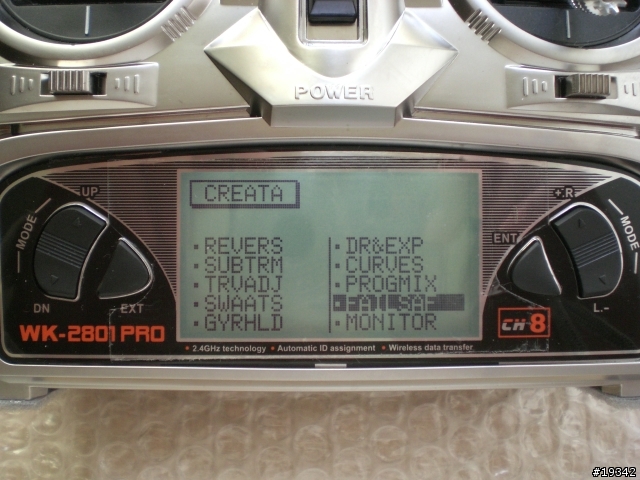 POWER
CREATA
REVERS
SUBTRM
TRVADJ
SWAATS
GYRHLD
DR&EXP
CURVES
PROGMIX
FAILSAF
MONITOR
UP
MODE
DN
EXT
+.R
ENT
MODE
L.-
WK-2801 PRO
CH 8
• 2.4GHz technology • Automatic ID assignment • Wireless data transfer
#19342